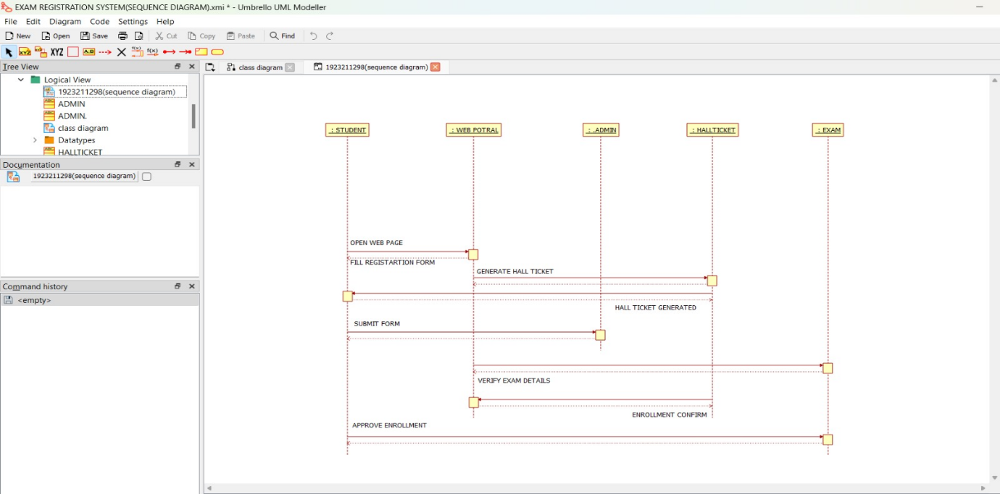 EXAM REGISTRATION SYSTEM(SEQUENCE DIAGRAM).xmi * - Umbrello UML Modeller
File Edit Diagram Code Settings Help
New Open Save Cut Copy Paste Find
XYZ XYZ A:B f(x) f(x)
Tree View
class diagram
1923211298(sequence diagram)
Logical View
1923211298(sequence diagram)
ADMIN
ADMIN.
class diagram
Datatypes
HALLTICKET
Documentation
1923211298(sequence diagram)
Command history
<empty>
: STUDENT
: WEB POTRAL
: .ADMIN
: HALLTICKET
: EXAM
OPEN WEB PAGE
FILL REGISTARTION FORM
GENERATE HALL TICKET
HALL TICKET GENERATED
SUBMIT FORM
VERIFY EXAM DETAILS
ENROLLMENT CONFIRM
APPROVE ENROLLMENT